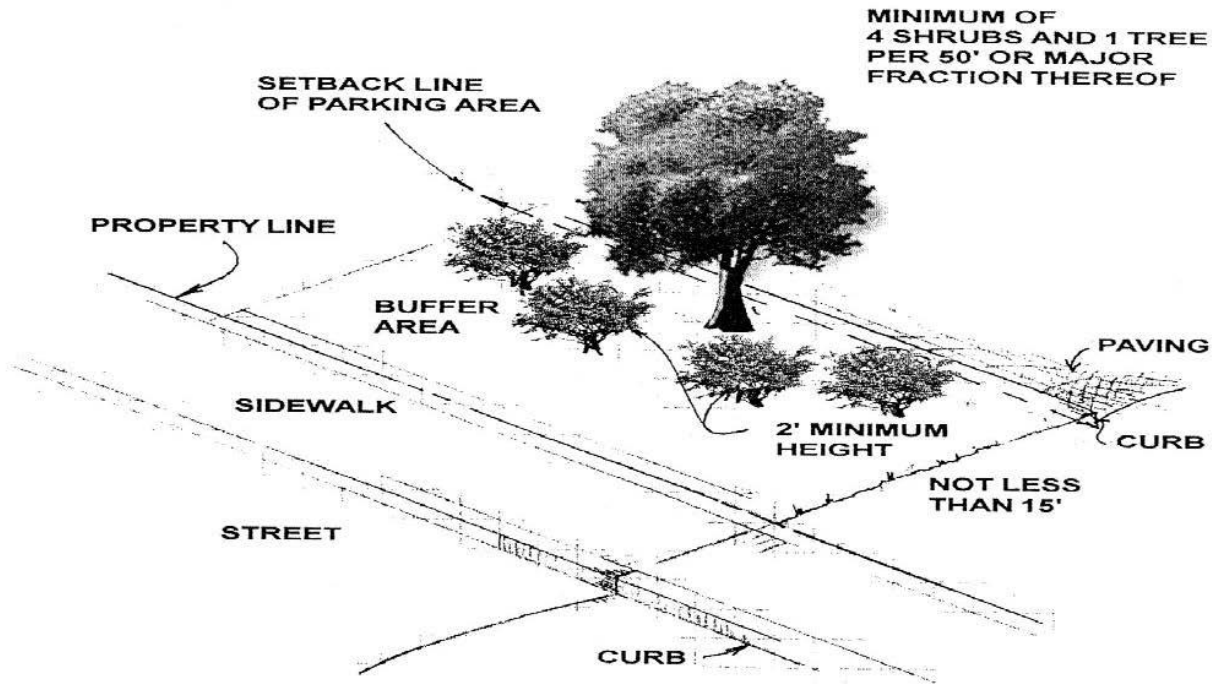 MINIMUM OF
4 SHRUBS AND 1 TREE
PER 50' OR MAJOR
FRACTION THEREOF
SETBACK LINE
OF PARKING AREA
PROPERTY LINE
BUFFER
AREA
PAVING
SIDEWALK
2' MINIMUM
HEIGHT
CURB
NOT LESS
THAN 15'
STREET
CURB